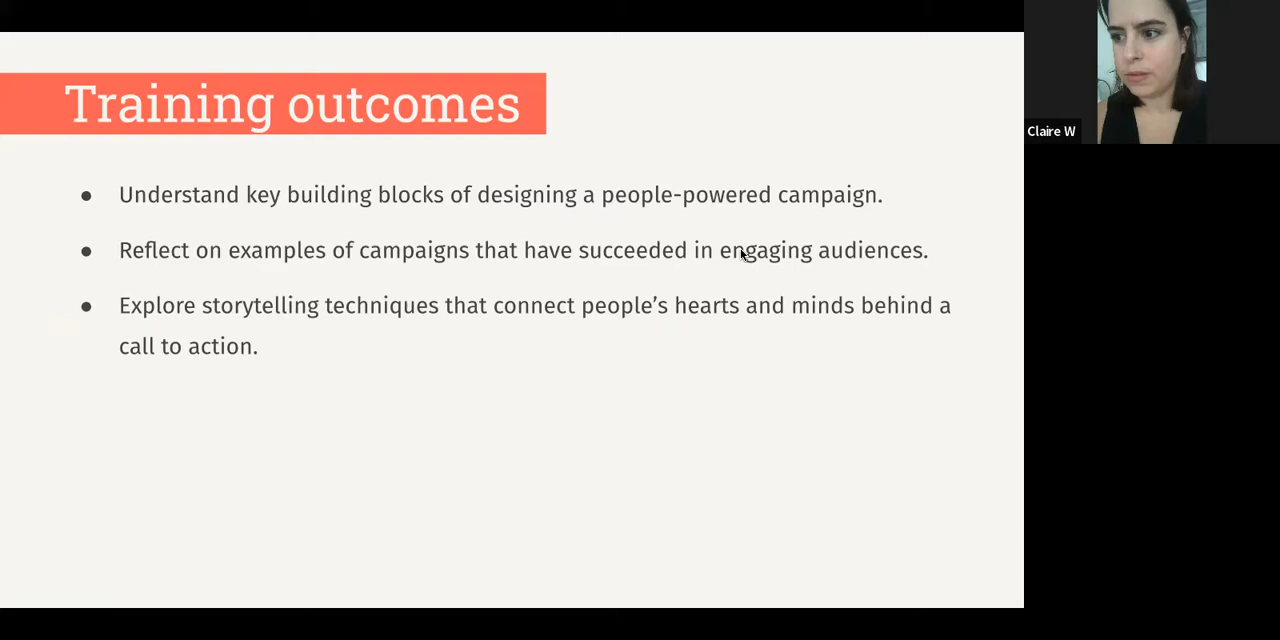 Training outcomes
● Understand key building blocks of designing a people-powered campaign.
● Reflect on examples of campaigns that have succeeded in engaging audiences.
● Explore storytelling techniques that connect people’s hearts and minds behind a
call to action.
Claire W